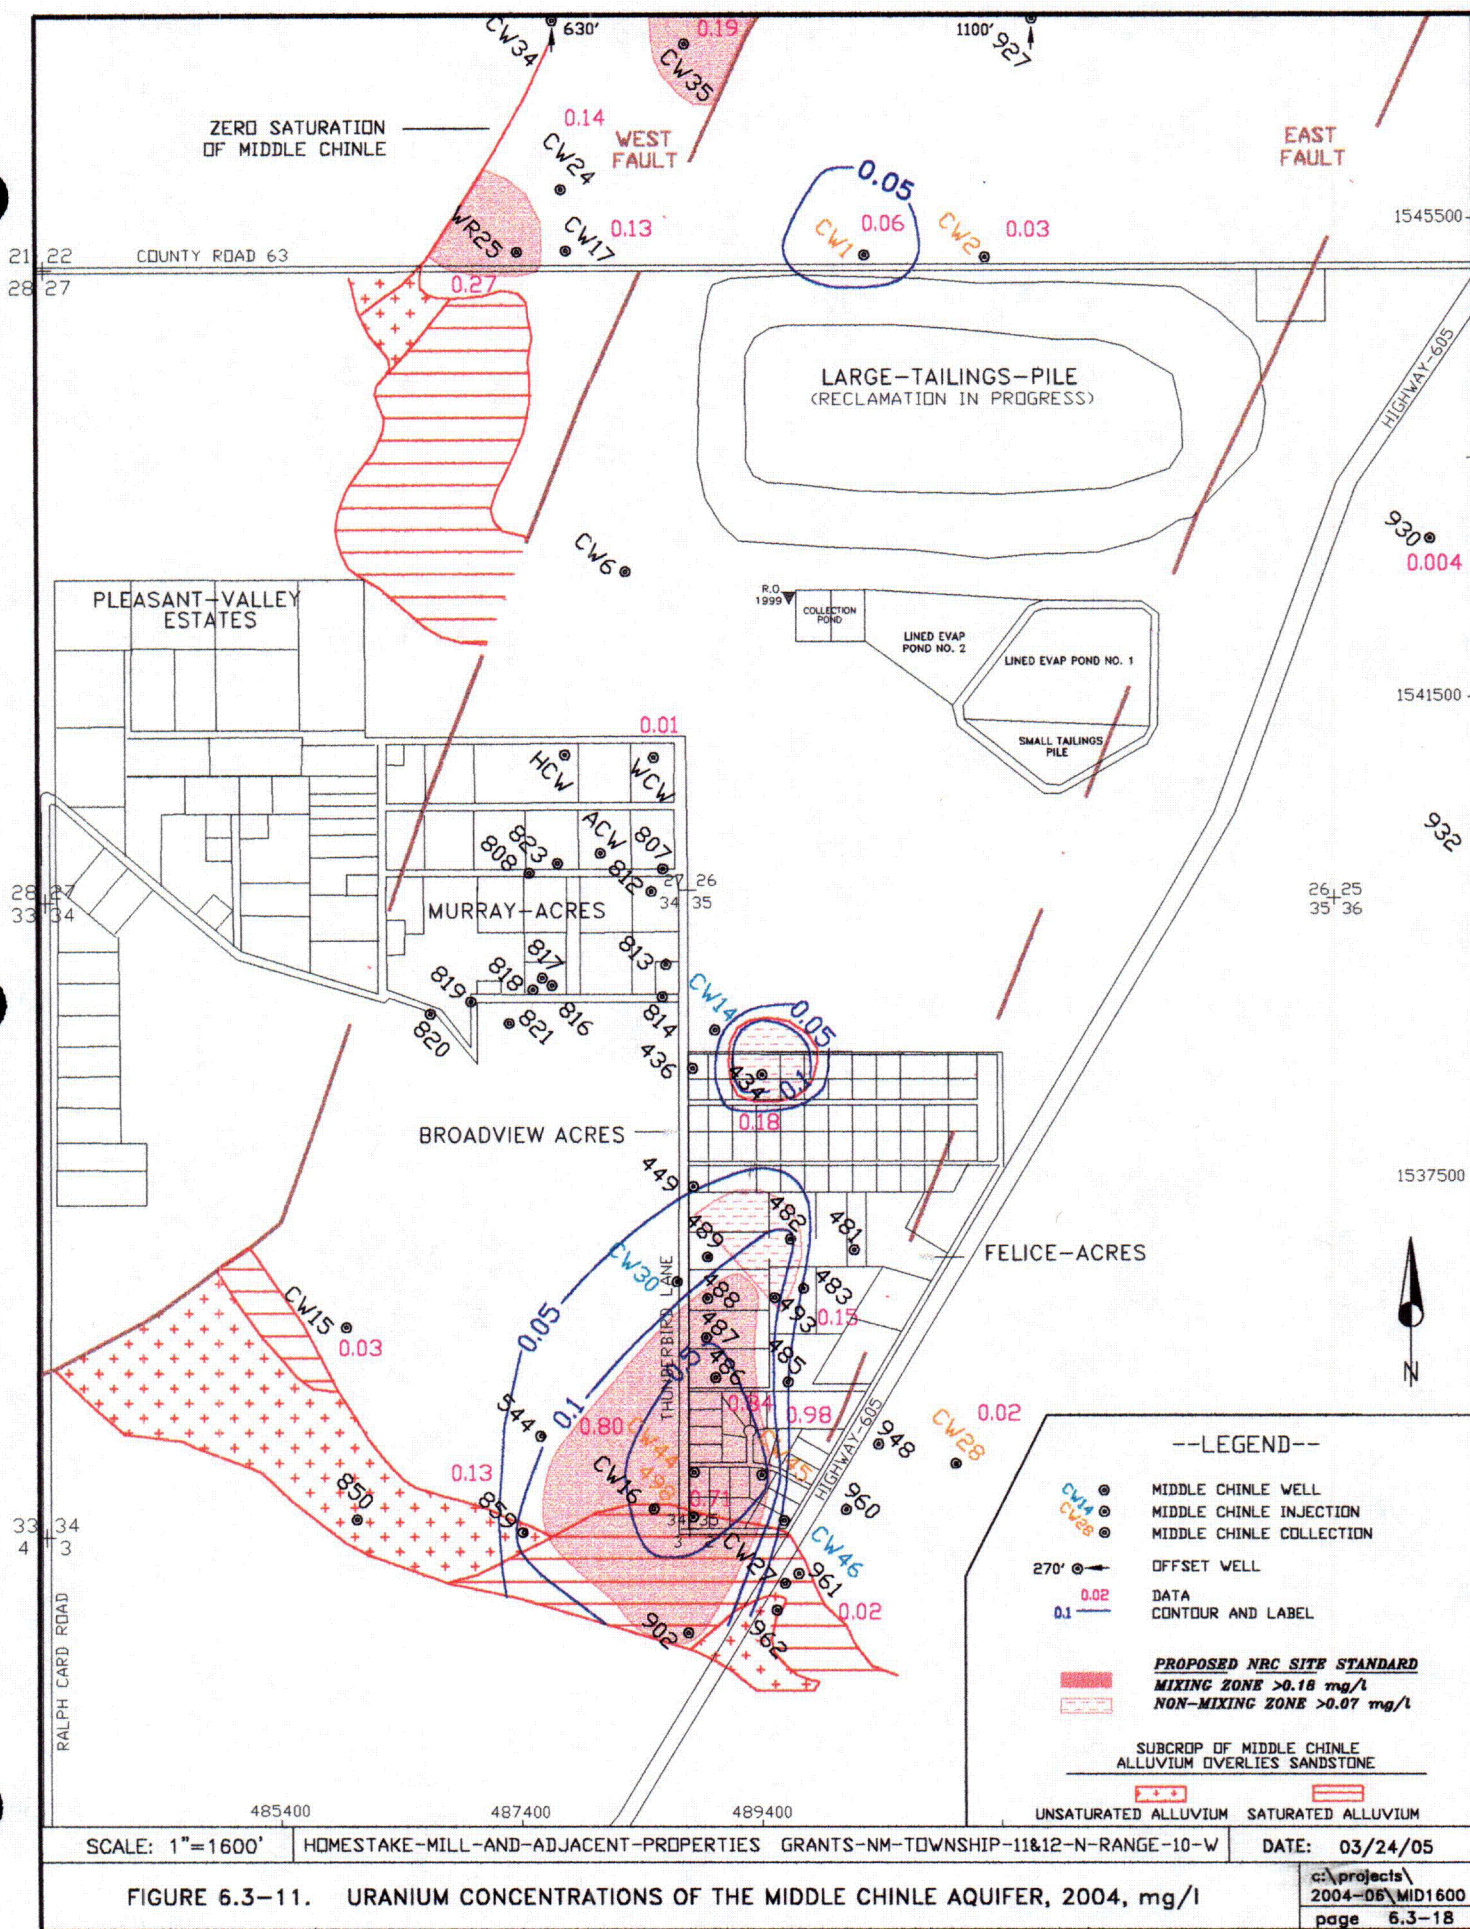 CW34
630'
0.19
CW35
1100'
927
ZERO SATURATION
OF MIDDLE CHINLE
0.14
CW24
WEST
FAULT
EAST
FAULT
0.05
WR25
CW17
0.13
CW1
0.06
CW2
0.03
1545500
21 22
28 27
COUNTY ROAD 63
0.27
LARGE-TAILINGS-PILE
(RECLAMATION IN PROGRESS)
HIGHWAY-605
930
0.004
CW6
PLEASANT-VALLEY
ESTATES
R.O.
1999
COLLECTION
POND
LINED EVAP
POND NO. 2
LINED EVAP POND NO. 1
SMALL TAILINGS
PILE
1541500
0.01
HCW
WCW
932
ACW
823
808
807
812
28 27
33 34
27 26
34 35
26 25
35 36
MURRAY-ACRES
813
817
818
819
816
814
820
821
CW14
0.05
436
434
0.1
0.18
BROADVIEW ACRES
449
1537500
482
481
489
FELICE-ACRES
CW30
THUNDERBIRD LANE
488
483
493
0.15
487
0.5
486
485
CW15
0.03
0.05
0.1
544
0.80
0.84
0.98
CW44
498
CW45
HIGHWAY-605
948
CW28
0.02
0.13
850
859
CW16
0.71
34 35
3 2
960
33 34
4 3
CW27
CW46
961
0.02
902
962
N
RALPH CARD ROAD
--LEGEND--
MIDDLE CHINLE WELL
CW14
MIDDLE CHINLE INJECTION
CW28
MIDDLE CHINLE COLLECTION
270'
OFFSET WELL
0.02
DATA
0.1
CONTOUR AND LABEL
PROPOSED NRC SITE STANDARD
MIXING ZONE >0.18 mg/l
NON-MIXING ZONE >0.07 mg/l
SUBCROP OF MIDDLE CHINLE
ALLUVIUM OVERLIES SANDSTONE
UNSATURATED ALLUVIUM
SATURATED ALLUVIUM
485400
487400
489400
SCALE: 1"=1600'
HOMESTAKE-MILL-AND-ADJACENT-PROPERTIES GRANTS-NM-TOWNSHIP-11&12-N-RANGE-10-W
DATE: 03/24/05
FIGURE 6.3-11. URANIUM CONCENTRATIONS OF THE MIDDLE CHINLE AQUIFER, 2004, mg/l
c:\projects\
2004-06\MID1600
page 6.3-18